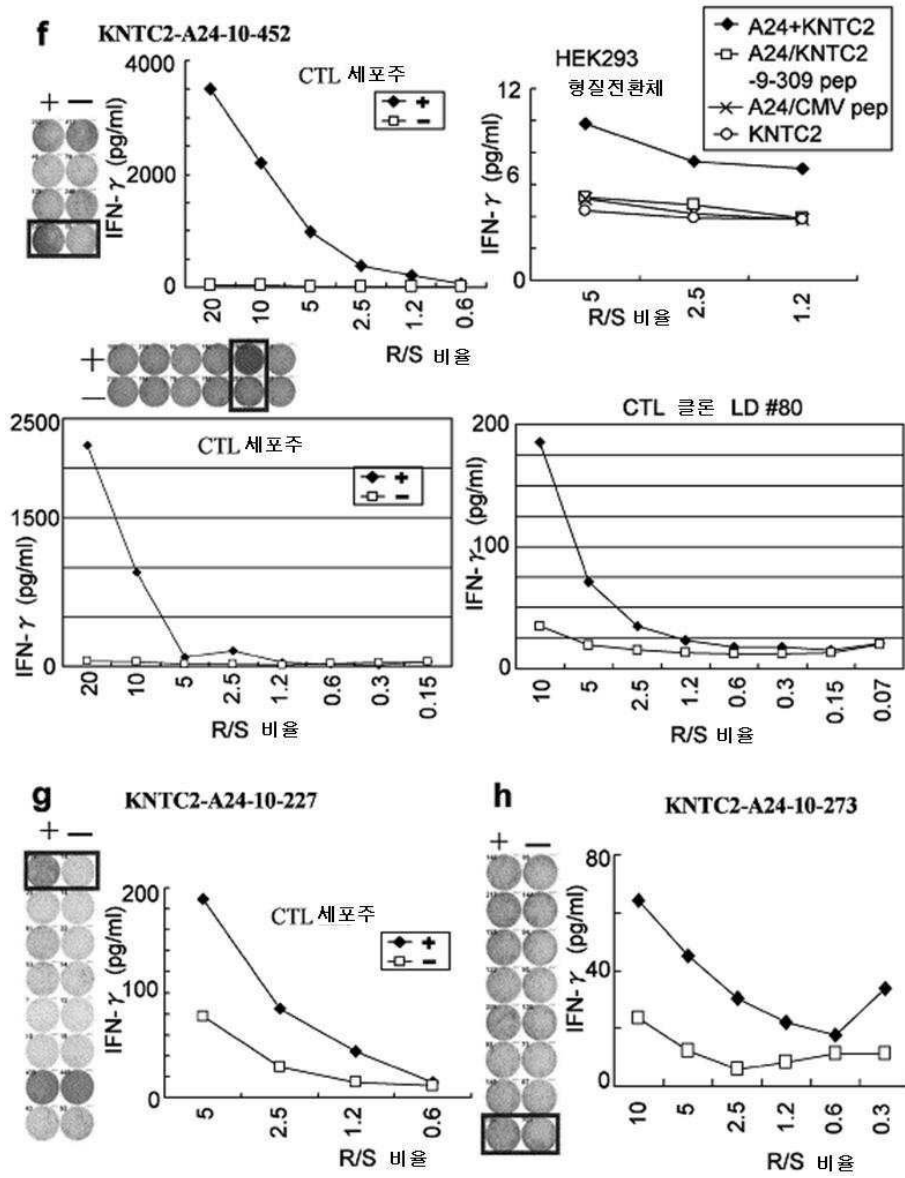 f KNTC2-A24-10-452
+ −
IFN-γ (pg/ml)
4000
2000
0
CTL 세포주
+
−
20 10 5 2.5 1.2 0.6
R/S 비율
HEK293
형질전환체
A24+KNTC2
A24/KNTC2
-9-309 pep
A24/CMV pep
KNTC2
IFN-γ (pg/ml)
12
6
0
5 2.5 1.2
R/S 비율
+
−
IFN-γ (pg/ml)
2500
1500
0
CTL 세포주
+
−
20 10 5 2.5 1.2 0.6 0.3 0.15
R/S 비율
CTL 클론 LD #80
IFN-γ (pg/ml)
200
100
0
10 5 2.5 1.2 0.6 0.3 0.15 0.07
R/S 비율
g KNTC2-A24-10-227
+ −
IFN-γ (pg/ml)
200
100
0
CTL 세포주
+
−
5 2.5 1.2 0.6
R/S 비율
h KNTC2-A24-10-273
+ −
IFN-γ (pg/ml)
80
40
0
10 5 2.5 1.2 0.6 0.3
R/S 비율